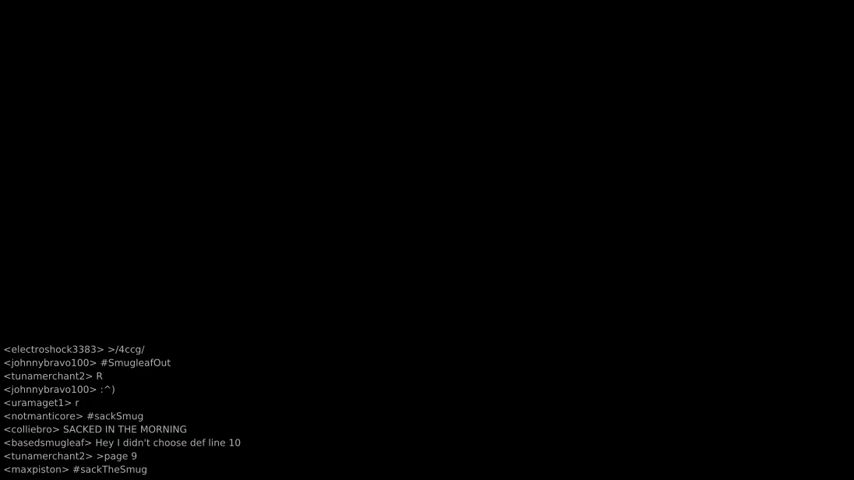 <electroshock3383> >/4ccg/
<johnnybravo100> #SmugleafOut
<tunamerchant2> R
<johnnybravo100> :^)
<uramaget1> r
<notmanticore> #sackSmug
<colliebro> SACKED IN THE MORNING
<basedsmugleaf> Hey I didn't choose def line 10
<tunamerchant2> >page 9
<maxpiston> #sackTheSmug